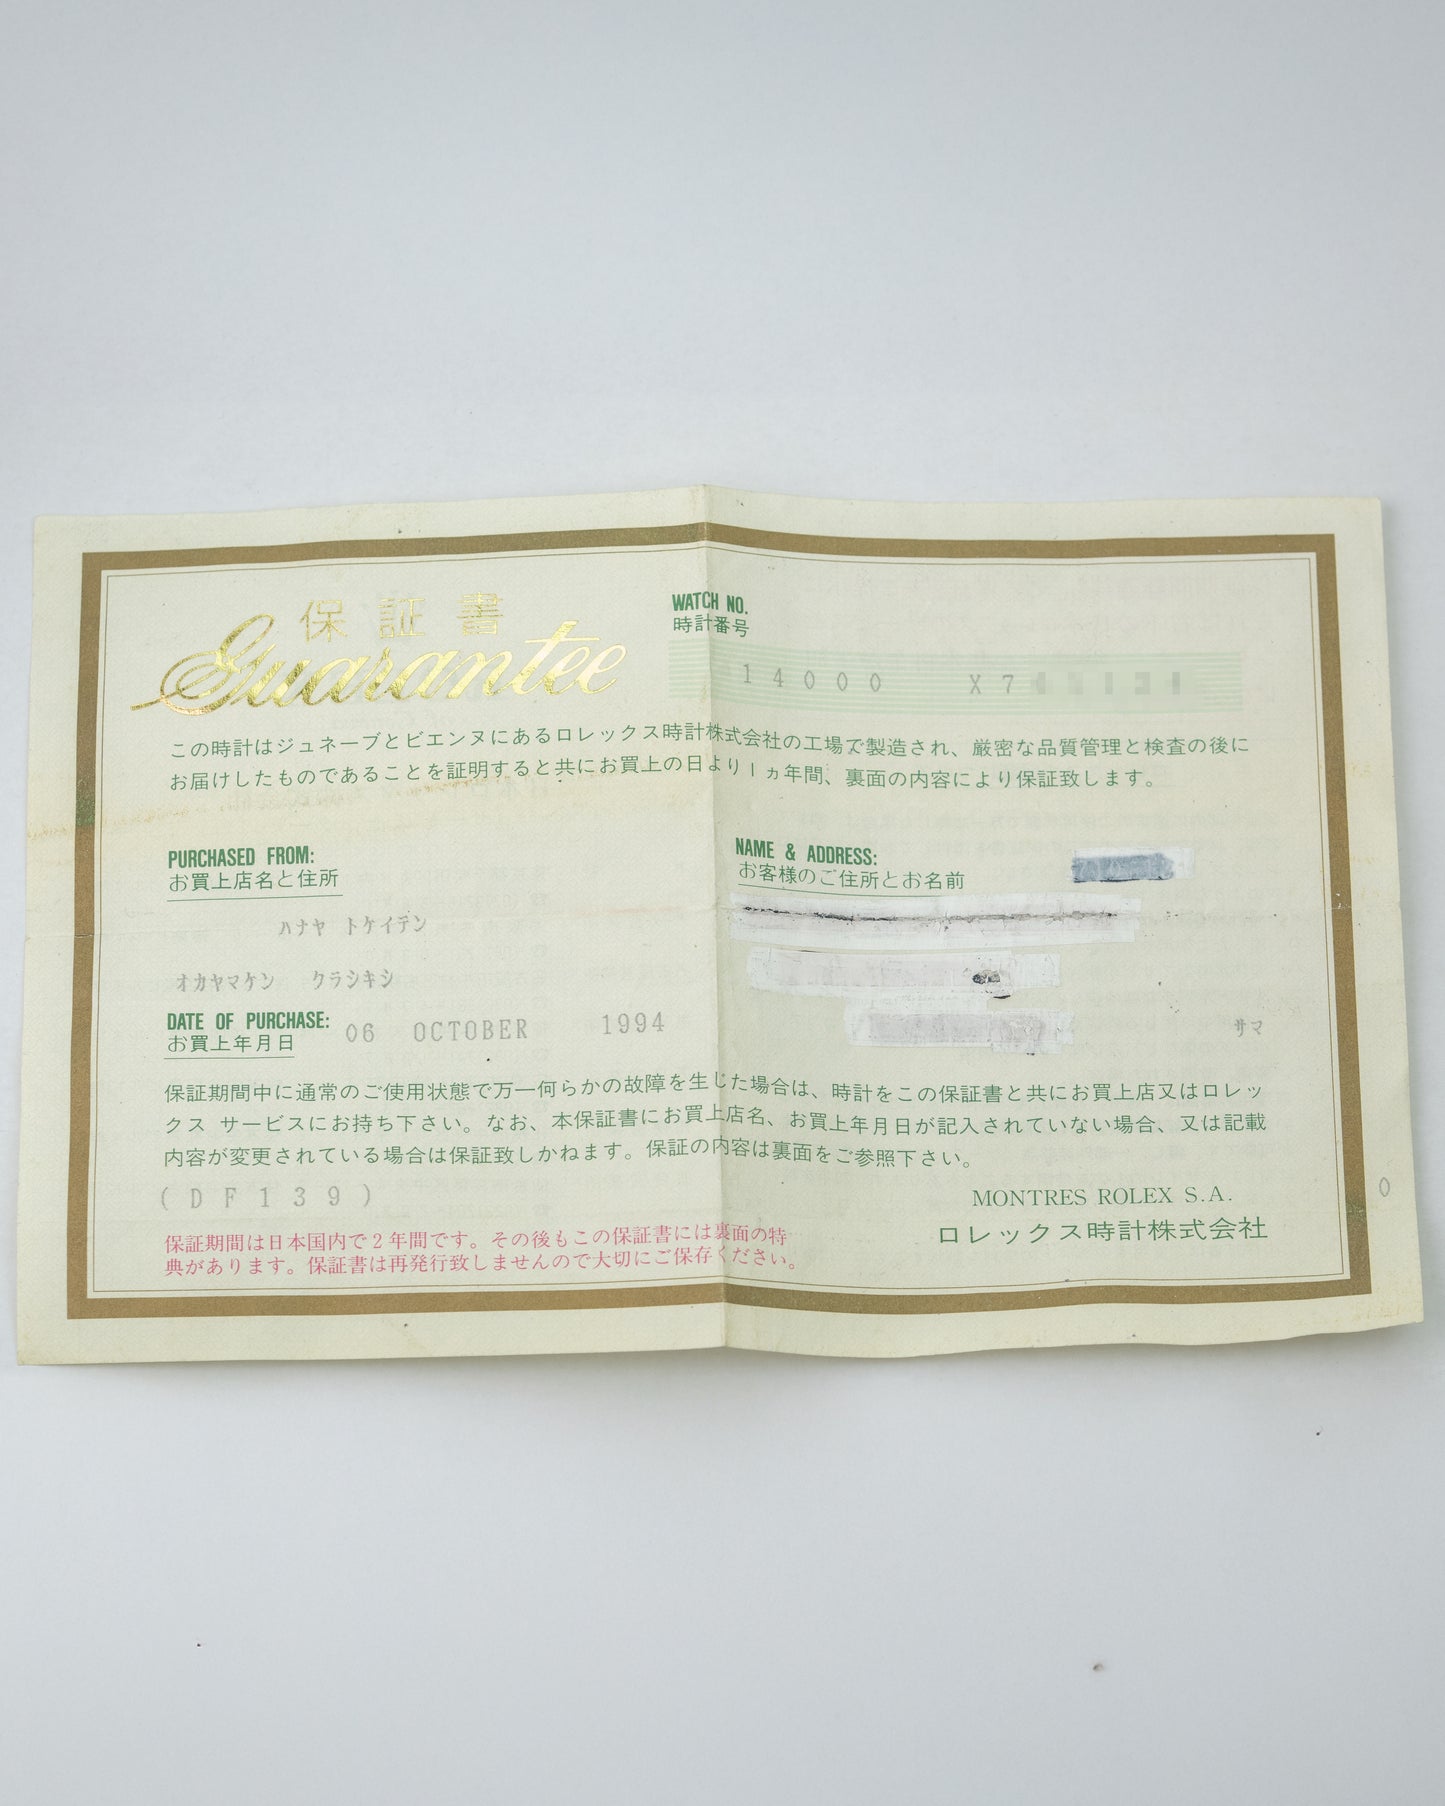 保証書
Guarantee
WATCH NO.
時計番号
14000 X7
この時計はジュネーブとビエンヌにあるロレックス時計株式会社の工場で製造され、厳密な品質管理と検査の後に
お届けしたものであることを証明すると共にお買上の日より1ヵ年間、裏面の内容により保証致します。
PURCHASED FROM:
お買上店名と住所
ハナヤ トケイテン
オカヤマケン クラシキシ
NAME & ADDRESS:
お客様のご住所とお名前
サマ
DATE OF PURCHASE:
お買上年月日
06 OCTOBER 1994
保証期間中に通常のご使用状態で万一何らかの故障を生じた場合は、時計をこの保証書と共にお買上店又はロレッ
クス サービスにお持ち下さい。なお、本保証書にお買上店名、お買上年月日が記入されていない場合、又は記載
内容が変更されている場合は保証致しかねます。保証の内容は裏面をご参照下さい。
(DF139)
MONTRES ROLEX S.A.
ロレックス時計株式会社
0
保証期間は日本国内で2年間です。その後もこの保証書には裏面の特
典があります。保証書は再発行致しませんので大切にご保存ください。